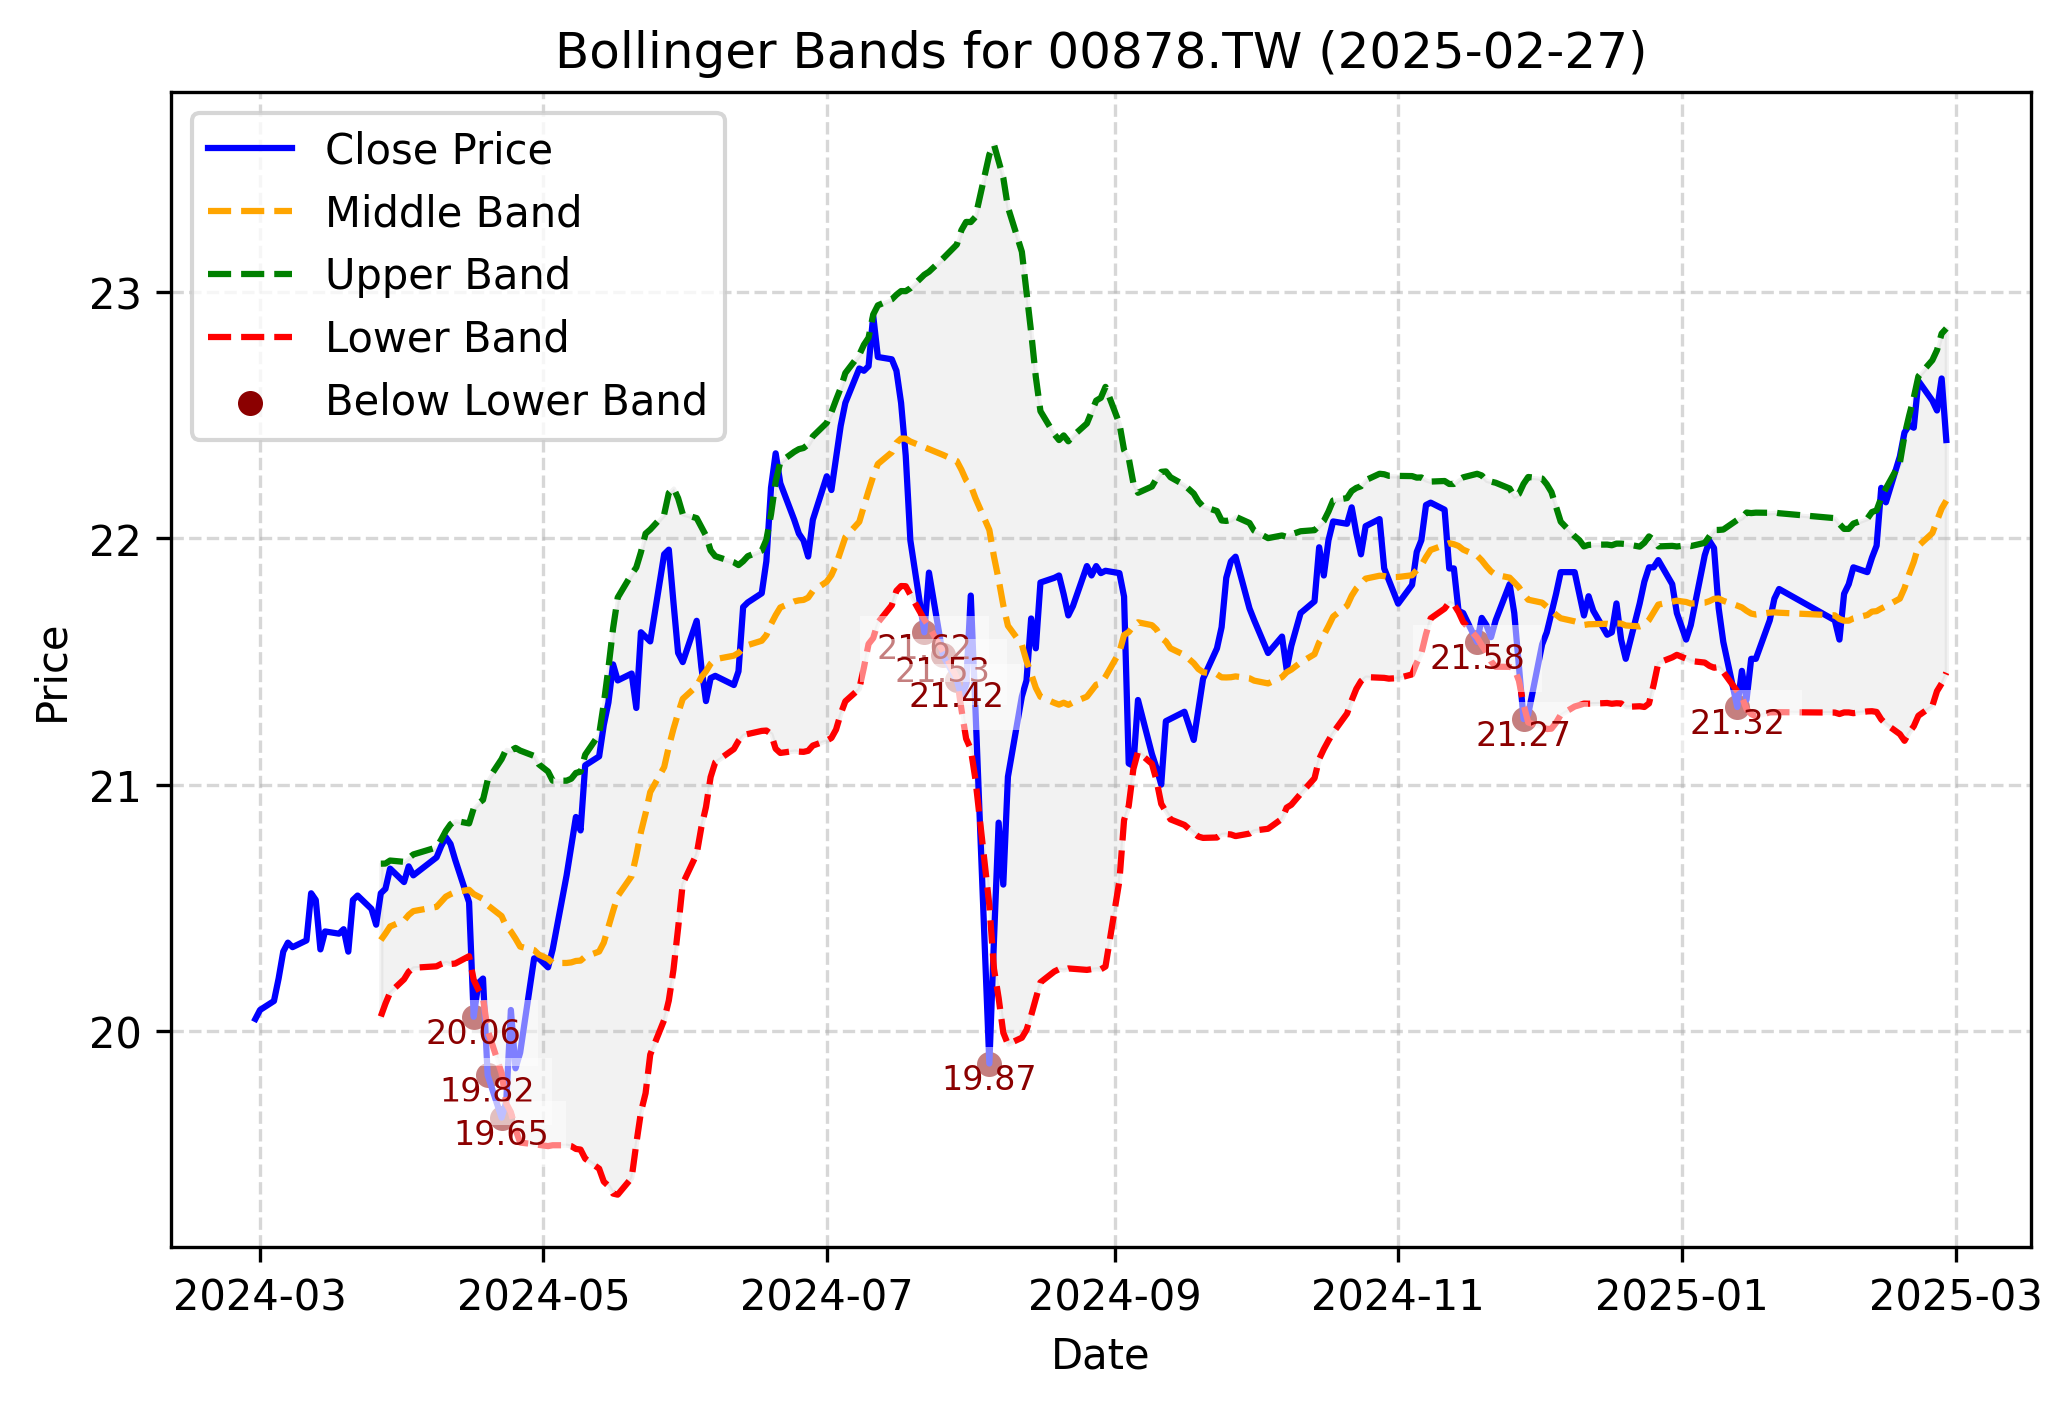 Bollinger Bands for 00878.TW (2025-02-27)
Close Price
Middle Band
Upper Band
Lower Band
Below Lower Band
Price
23
22
21
20
21.62
21.53
21.42
21.58
21.27
21.32
20.06
19.82
19.65
19.87
2024-03
2024-05
2024-07
2024-09
2024-11
2025-01
2025-03
Date